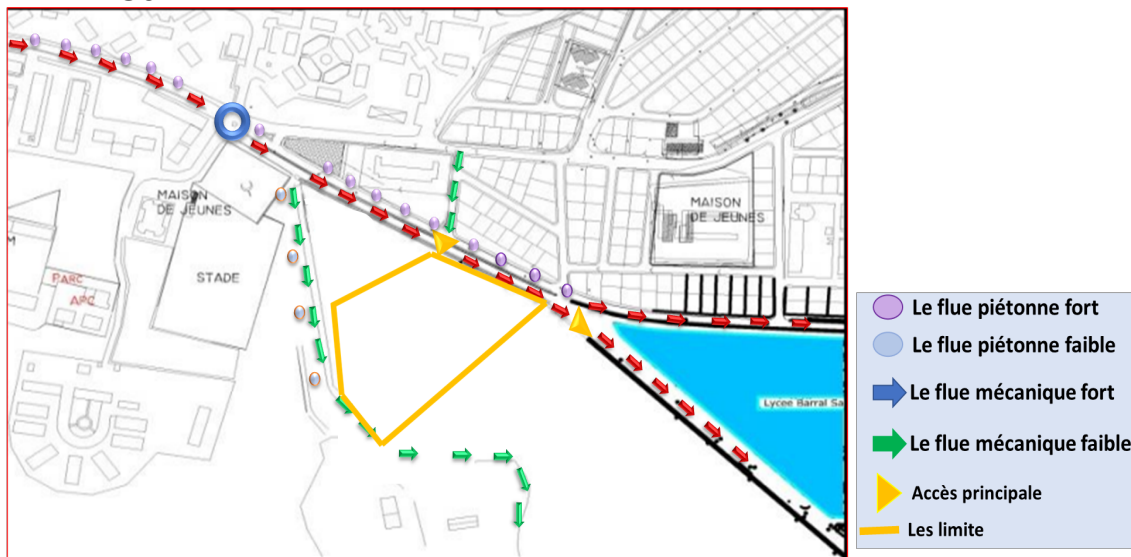 MAISON
DE JEUNES
MAISON
DE JEUNES
STADE
M
PARC
APC
Lycee Barral Sa
Le flue piétonne fort
Le flue piétonne faible
Le flue mécanique fort
Le flue mécanique faible
Accès principale
Les limite